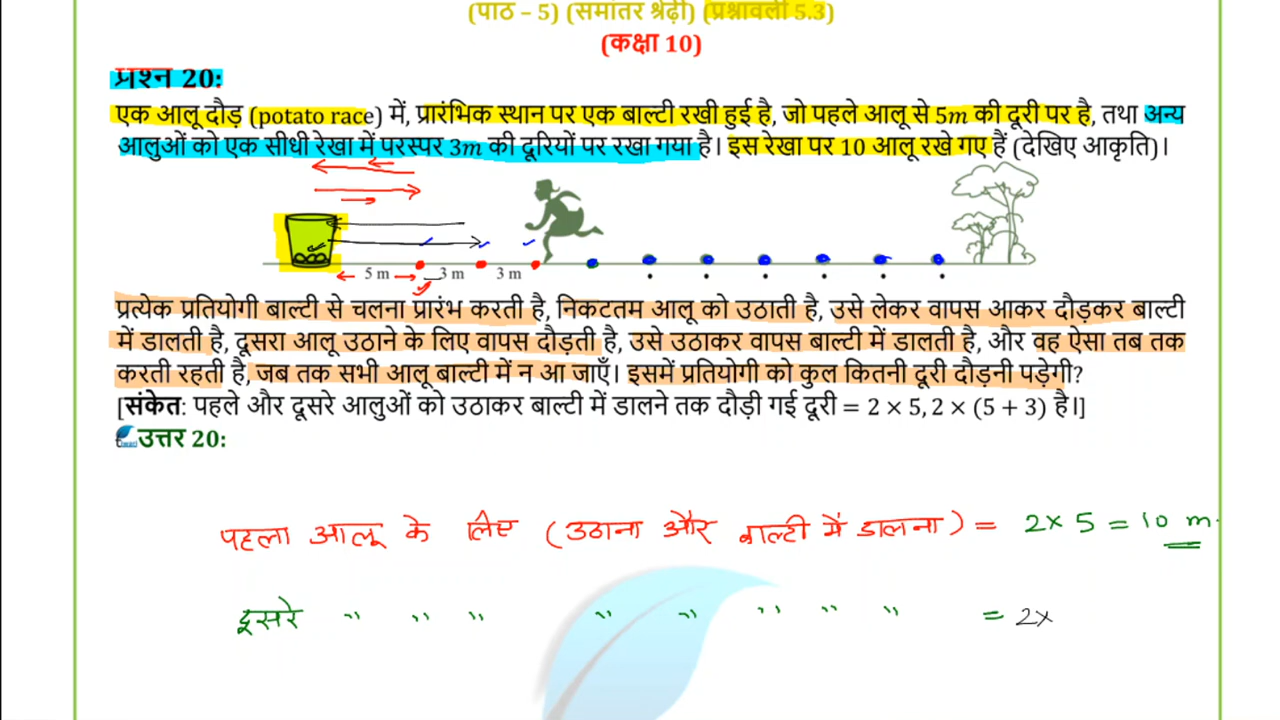 (पाठ – 5) (समांतर श्रेढ़ी) (प्रश्नावली 5.3)
(कक्षा 10)
प्रश्न 20:
एक आलू दौड़ (potato race) में, प्रारंभिक स्थान पर एक बाल्टी रखी हुई है, जो पहले आलू से 5m की दूरी पर है, तथा अन्य
आलुओं को एक सीधी रेखा में परस्पर 3m की दूरियों पर रखा गया है। इस रेखा पर 10 आलू रखे गए हैं (देखिए आकृति)।
5 m 3 m 3 m
प्रत्येक प्रतियोगी बाल्टी से चलना प्रारंभ करती है, निकटतम आलू को उठाती है, उसे लेकर वापस आकर दौड़कर बाल्टी
में डालती है, दूसरा आलू उठाने के लिए वापस दौड़ती है, उसे उठाकर वापस बाल्टी में डालती है, और वह ऐसा तब तक
करती रहती है, जब तक सभी आलू बाल्टी में न आ जाएँ। इसमें प्रतियोगी को कुल कितनी दूरी दौड़नी पड़ेगी?
[संकेत: पहले और दूसरे आलुओं को उठाकर बाल्टी में डालने तक दौड़ी गई दूरी = 2 × 5, 2 × (5 + 3) है।]
उत्तर 20:
पहला आलू के लिए (उठाना और बाल्टी में डालना) = 2 × 5 = 10 m.
दूसरे " " " " " " " " = 2×